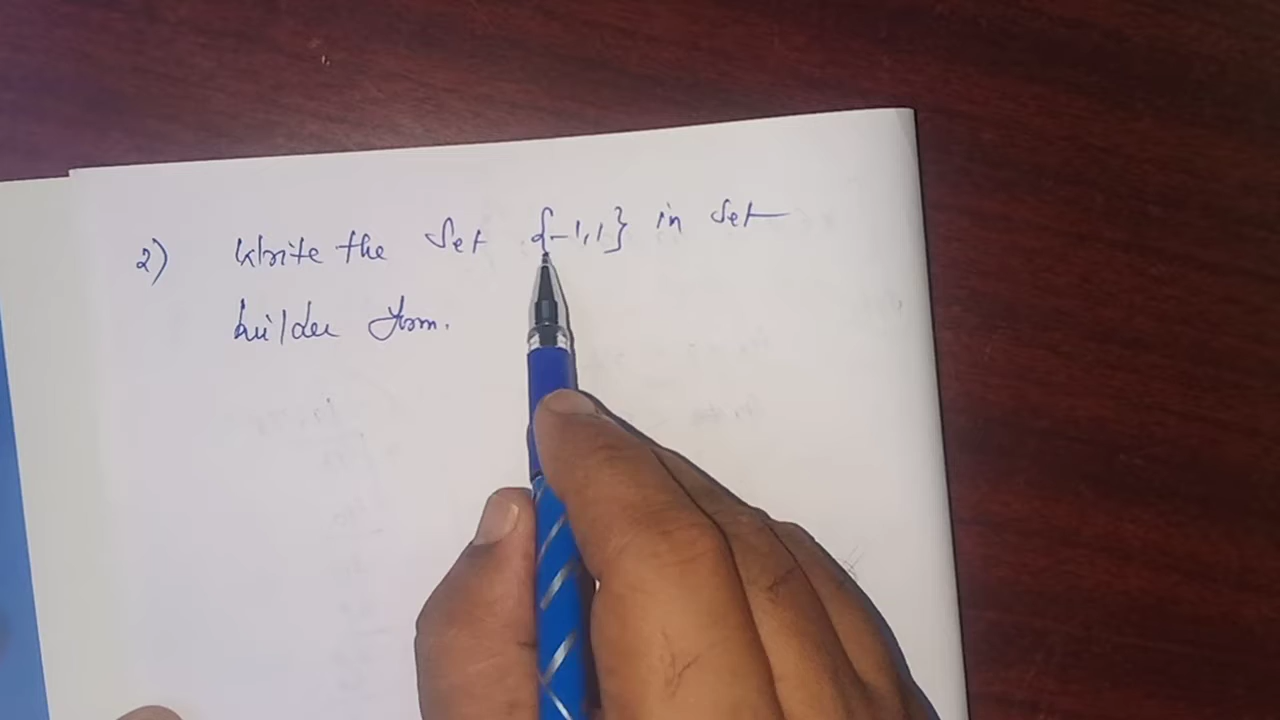 2) Write the Set {-1,1} in Set
builder form.